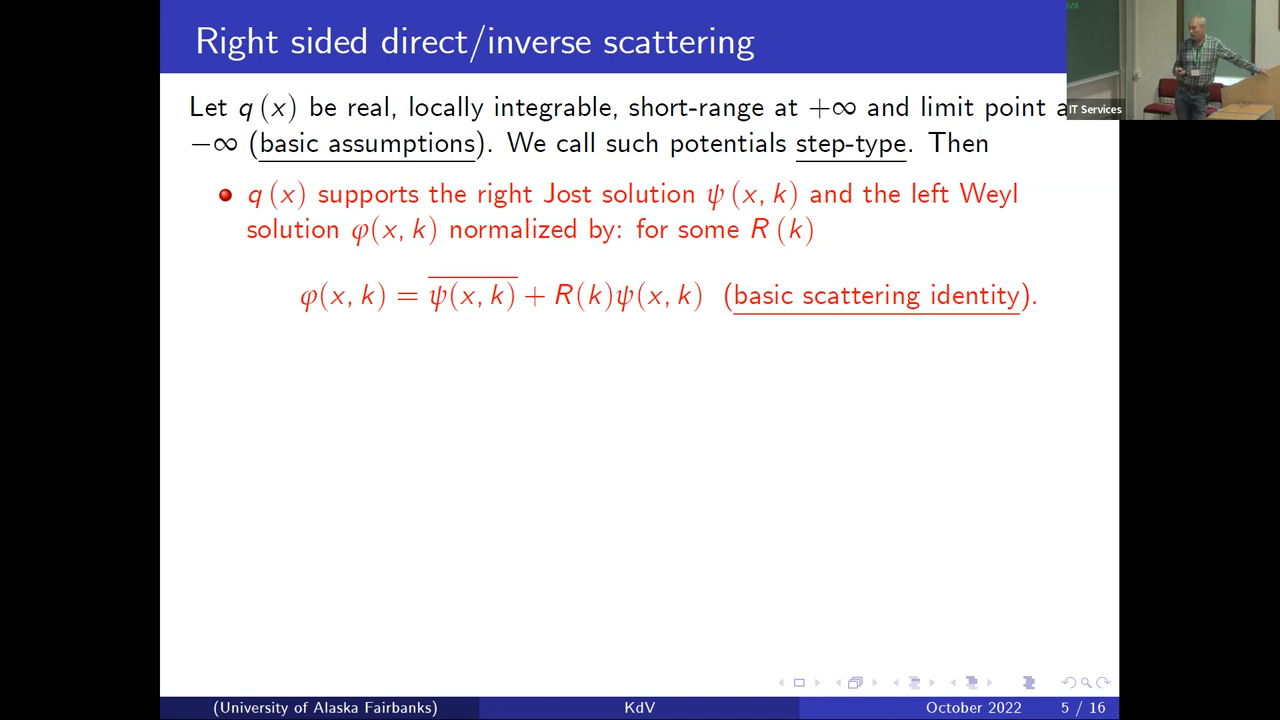 Right sided direct/inverse scattering
Let q (x) be real, locally integrable, short-range at +∞ and limit point a
−∞ (basic assumptions). We call such potentials step-type. Then
q (x) supports the right Jost solution ψ (x, k) and the left Weyl
solution φ(x, k) normalized by: for some R (k)
φ(x, k) = \overline{ψ(x, k)} + R(k)ψ(x, k) (basic scattering identity).
IT Services
(University of Alaska Fairbanks) KdV October 2022 5 / 16